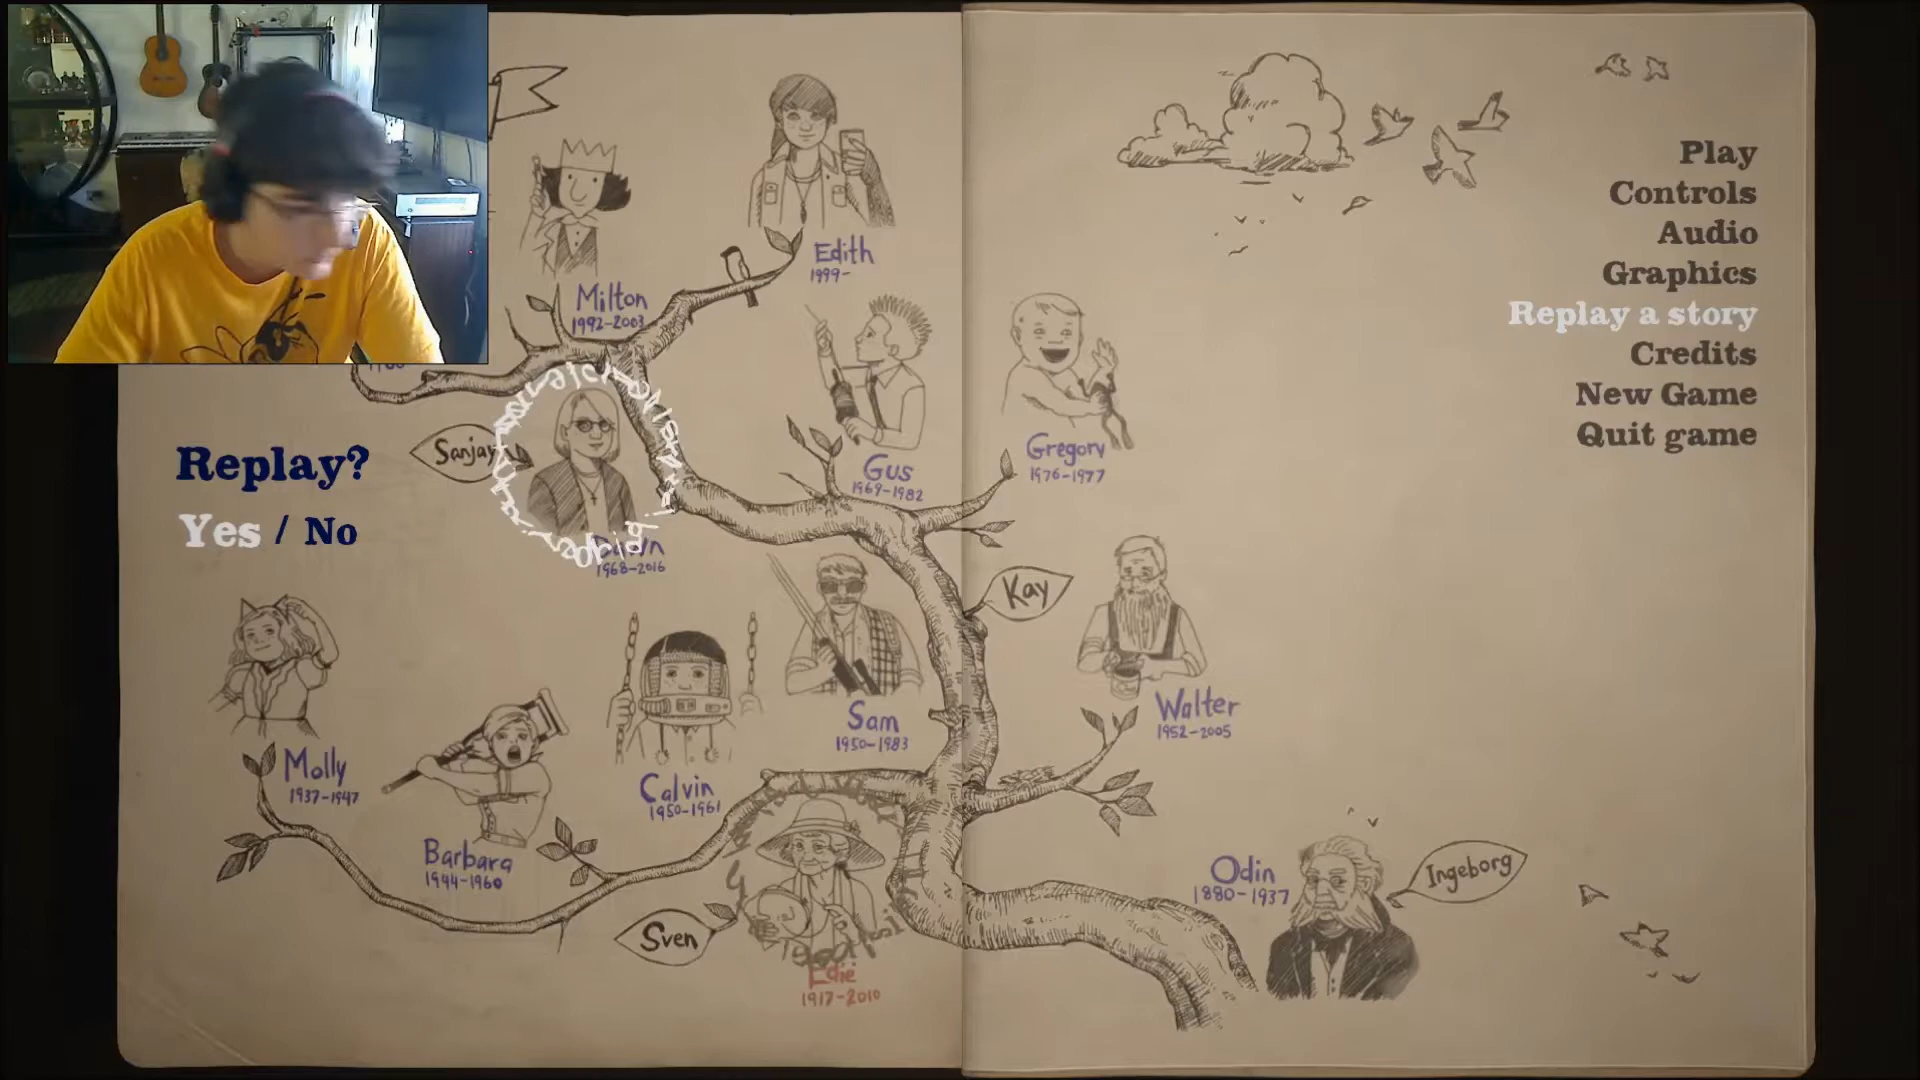 Edith
1999-
Milton
1992-2003
Gus
1969-1982
Gregory
1976-1977
Sanjay
Dawn
1968-2016
Replay?
Yes / No
Kay
Sam
1950-1983
Walter
1952-2005
Molly
1937-1947
Barbara
1944-1960
Calvin
1950-1961
Sven
Edie
1917-2010
Odin
1880-1937
Ingeborg
Play
Controls
Audio
Graphics
Replay a story
Credits
New Game
Quit game